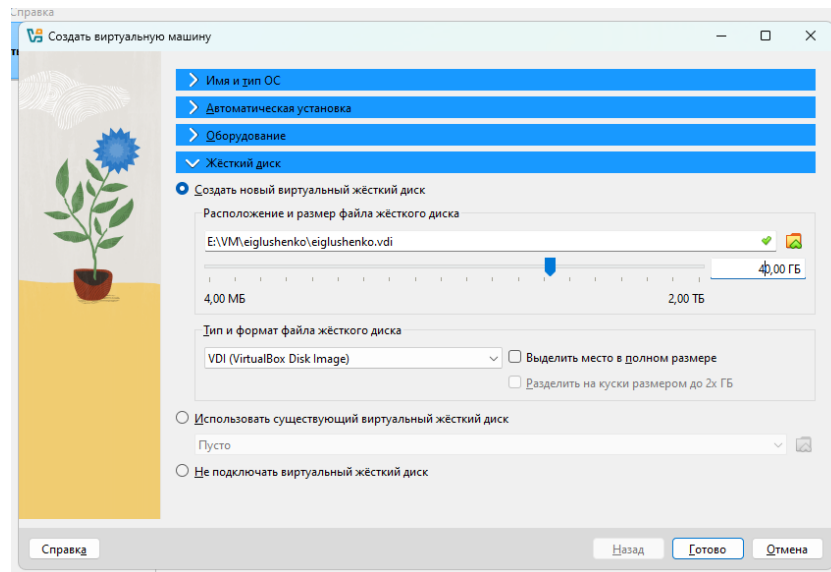 Справка
Создать виртуальную машину
Имя и тип ОС
Автоматическая установка
Оборудование
Жёсткий диск
Создать новый виртуальный жёсткий диск
Расположение и размер файла жёсткого диска
E:\VM\eiglushenko\eiglushenko.vdi
40,00 ГБ
4,00 МБ 2,00 ТБ
Тип и формат файла жёсткого диска
VDI (VirtualBox Disk Image) Выделить место в полном размере
Разделить на куски размером до 2х ГБ
Использовать существующий виртуальный жёсткий диск
Пусто
Не подключать виртуальный жёсткий диск
Справка Назад Готово Отмена